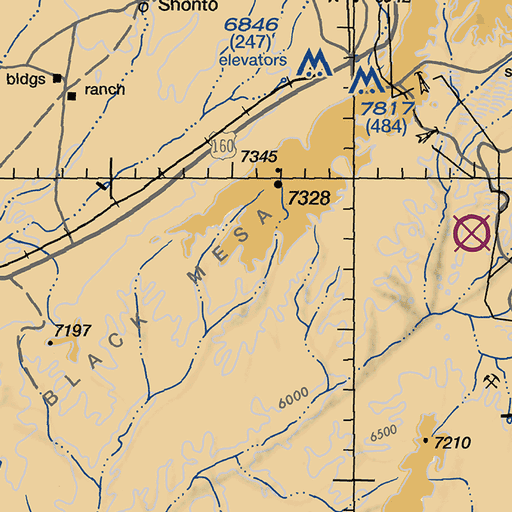 Shonto
6846
(247)
elevators
bldgs
ranch
7817
(484)
160
7345
7328
BLACK MESA
7197
6000
6500
7210